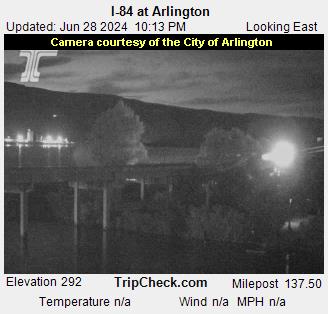 I-84 at Arlington
Updated: Jun 28 2024 10:13 PM Looking East
Camera courtesy of the City of Arlington
Elevation 292 TripCheck.com Milepost 137.50
Temperature n/a Wind n/a MPH n/a